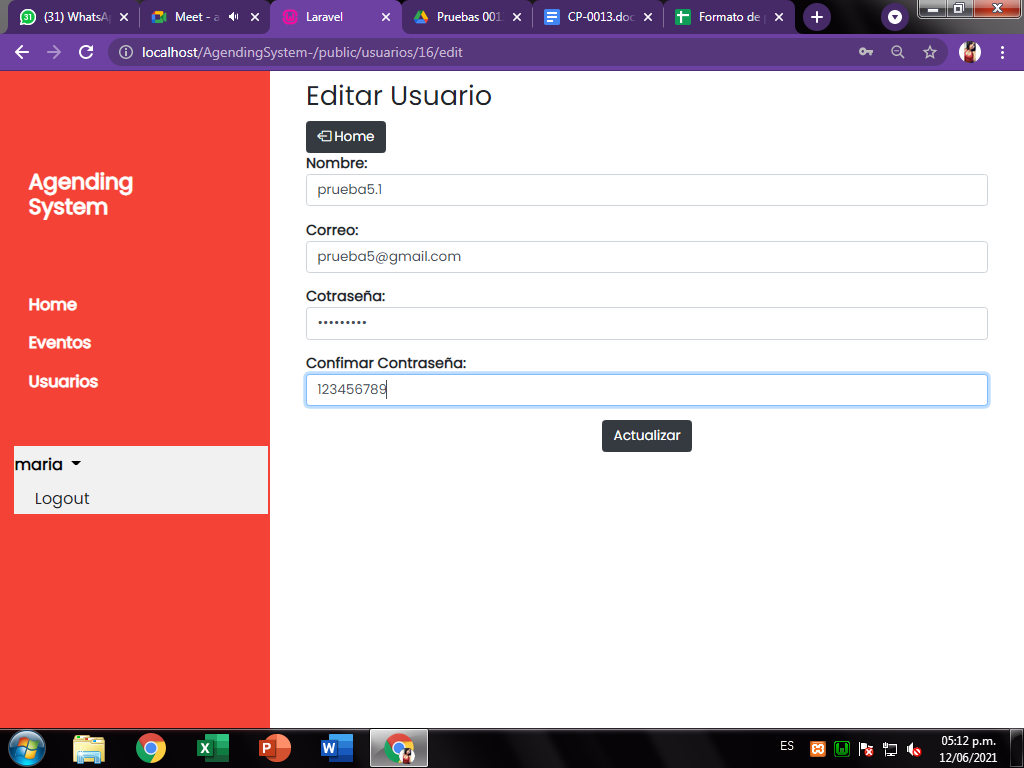 (31) WhatsA
Meet - a
Laravel
Pruebas 001
CP-0013.doc
Formato de
localhost/AgendingSystem-/public/usuarios/16/edit
Agending
System
Home
Eventos
Usuarios
maria
Logout
Editar Usuario
Home
Nombre:
prueba5.1
Correo:
prueba5@gmail.com
Cotraseña:
•••••••••
Confimar Contraseña:
123456789
Actualizar
ES
05:12 p.m.
12/06/2021